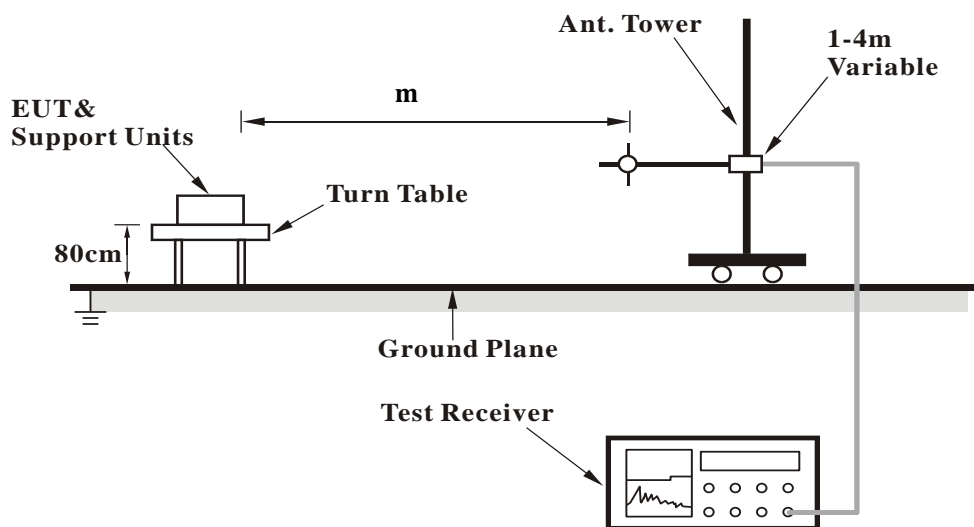 Ant. Tower
1-4m
Variable
m
EUT&
Support Units
Turn Table
80cm
Ground Plane
Test Receiver